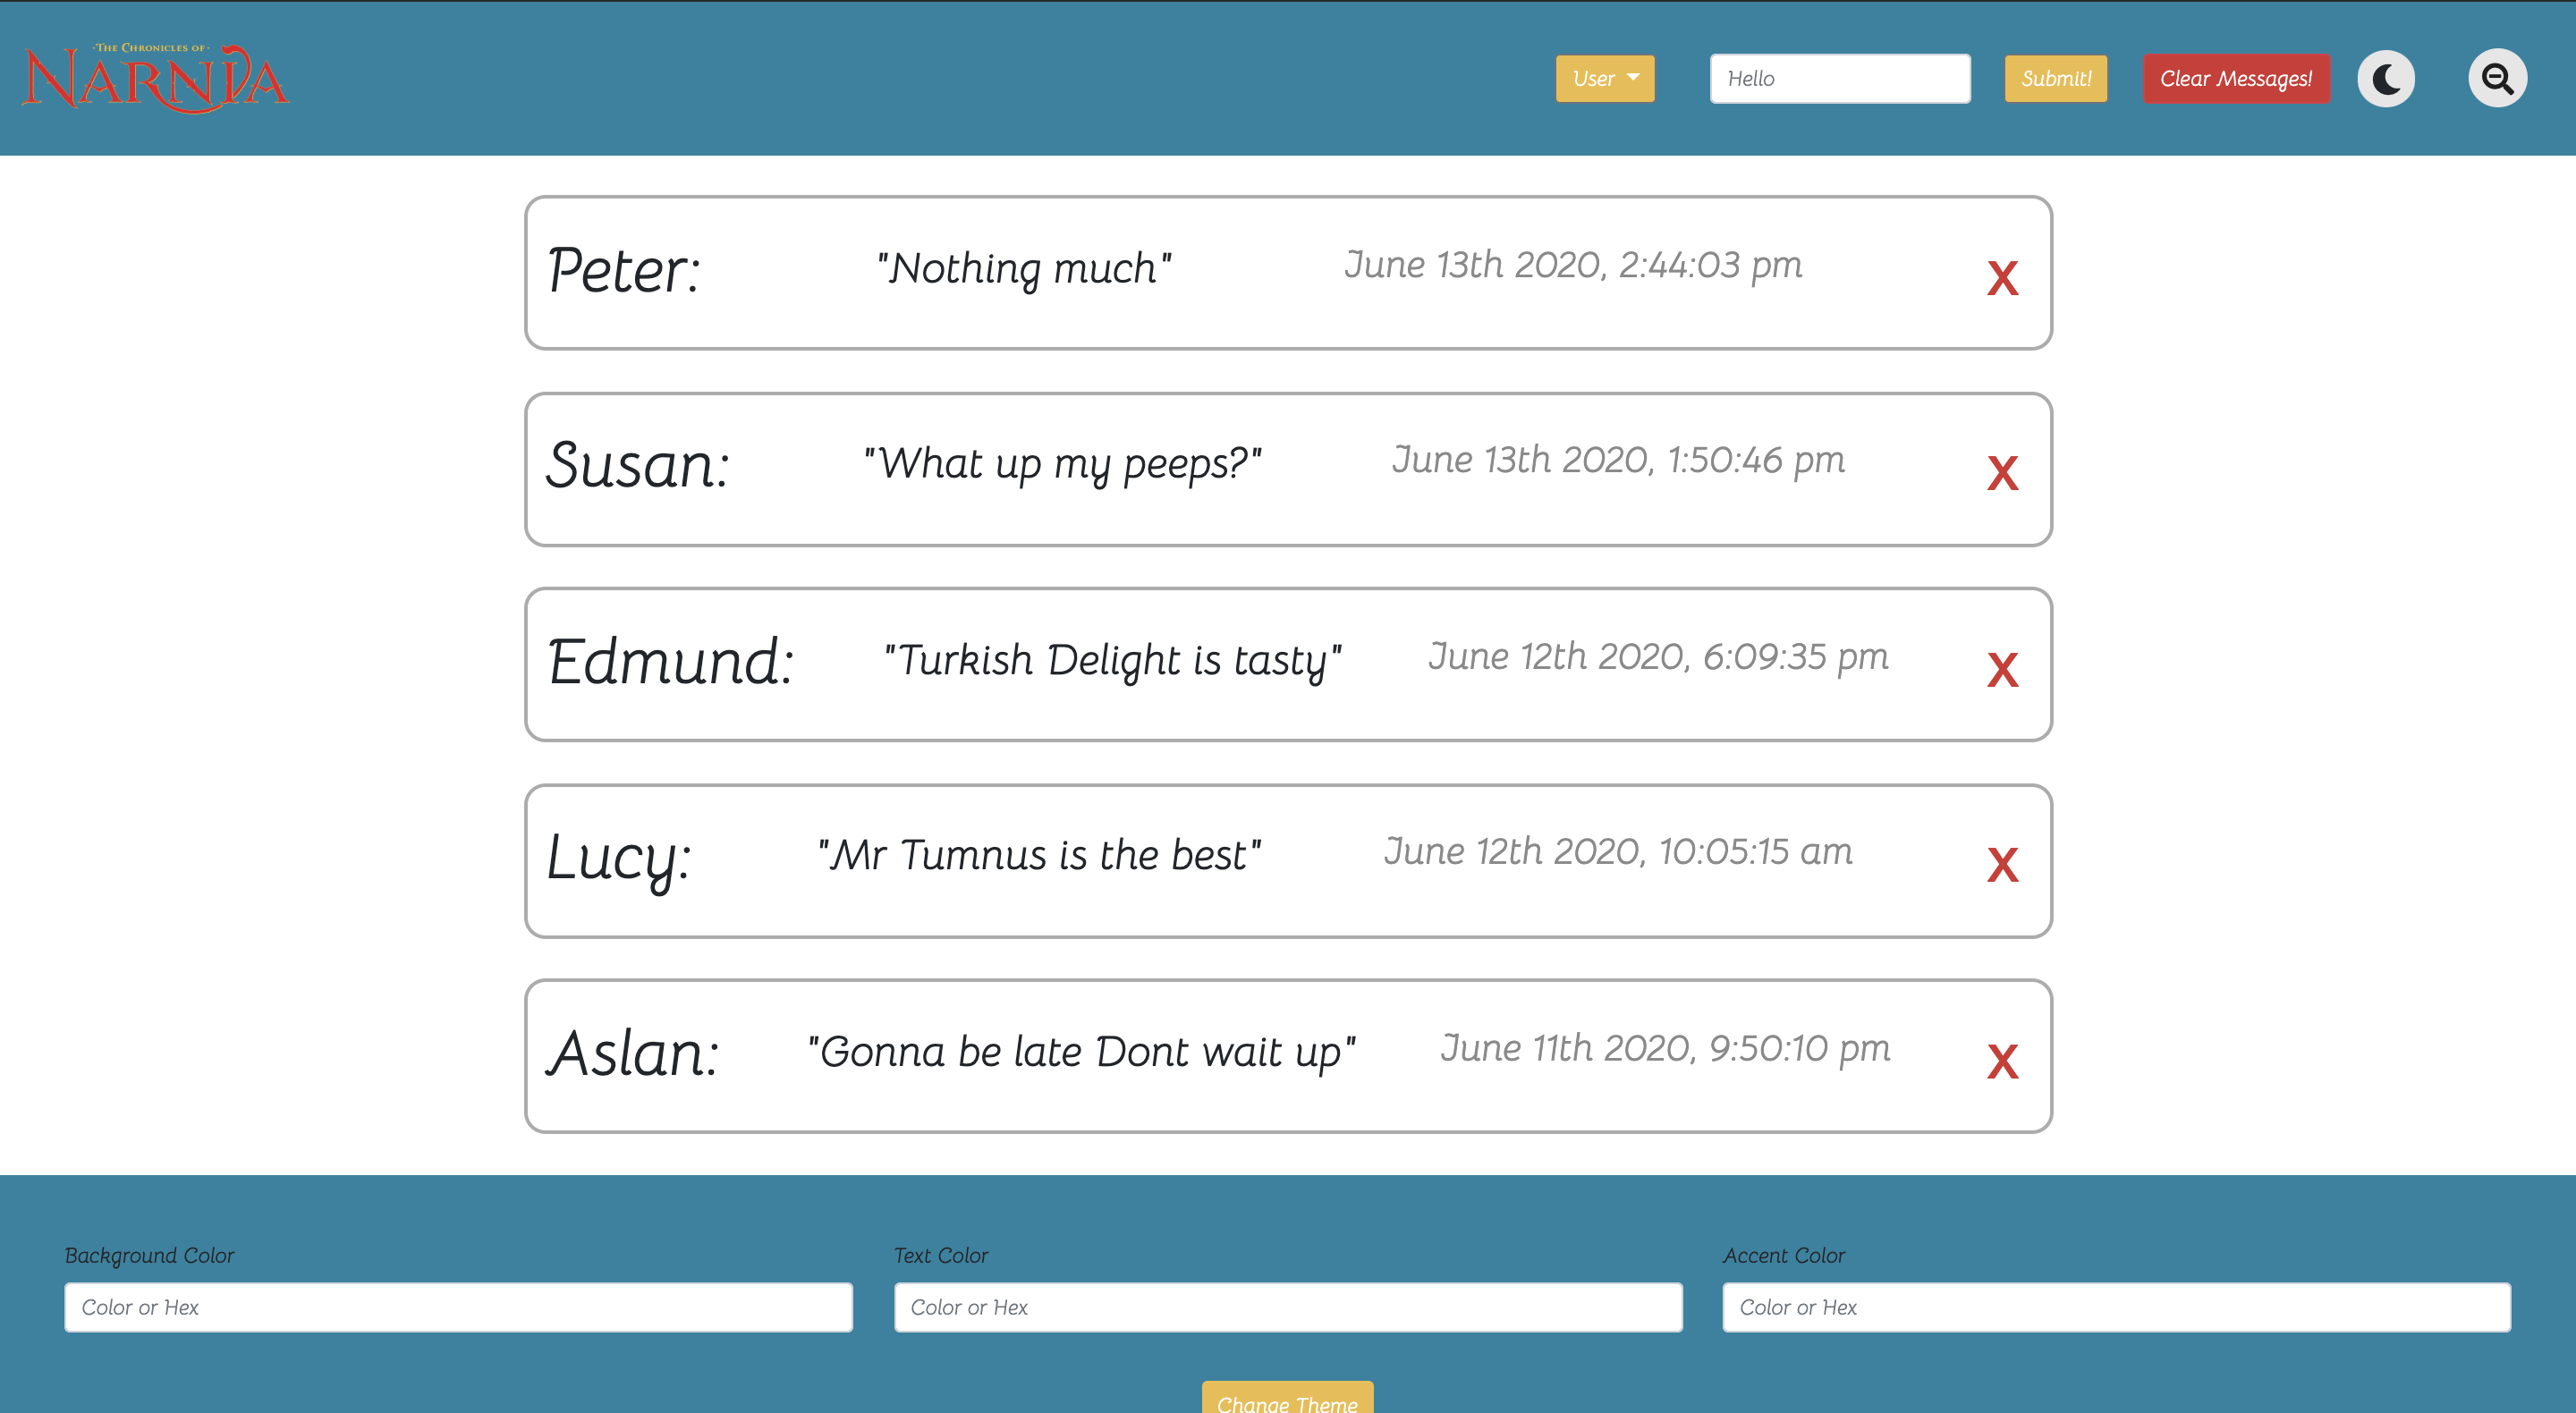 ·THE CHRONICLES OF·
NARNIA
User
Hello
Submit!
Clear Messages!
Peter: "Nothing much" June 13th 2020, 2:44:03 pm X
Susan: "What up my peeps?" June 13th 2020, 1:50:46 pm X
Edmund: "Turkish Delight is tasty" June 12th 2020, 6:09:35 pm X
Lucy: "Mr Tumnus is the best" June 12th 2020, 10:05:15 am X
Aslan: "Gonna be late Dont wait up" June 11th 2020, 9:50:10 pm X
Background Color
Color or Hex
Text Color
Color or Hex
Accent Color
Color or Hex
Change Theme